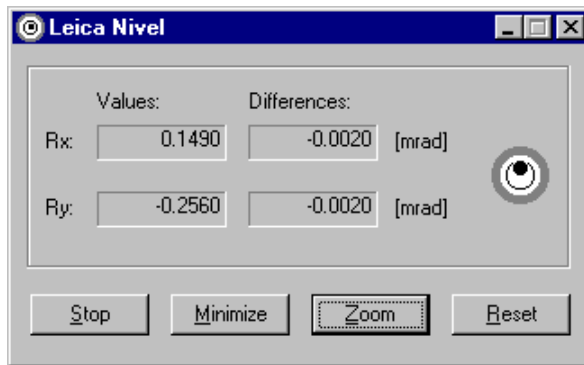 Leica Nivel
Values: Differences:
Rx: 0.1490 -0.0020 [mrad]
Ry: -0.2560 -0.0020 [mrad]
Stop Minimize Zoom Reset